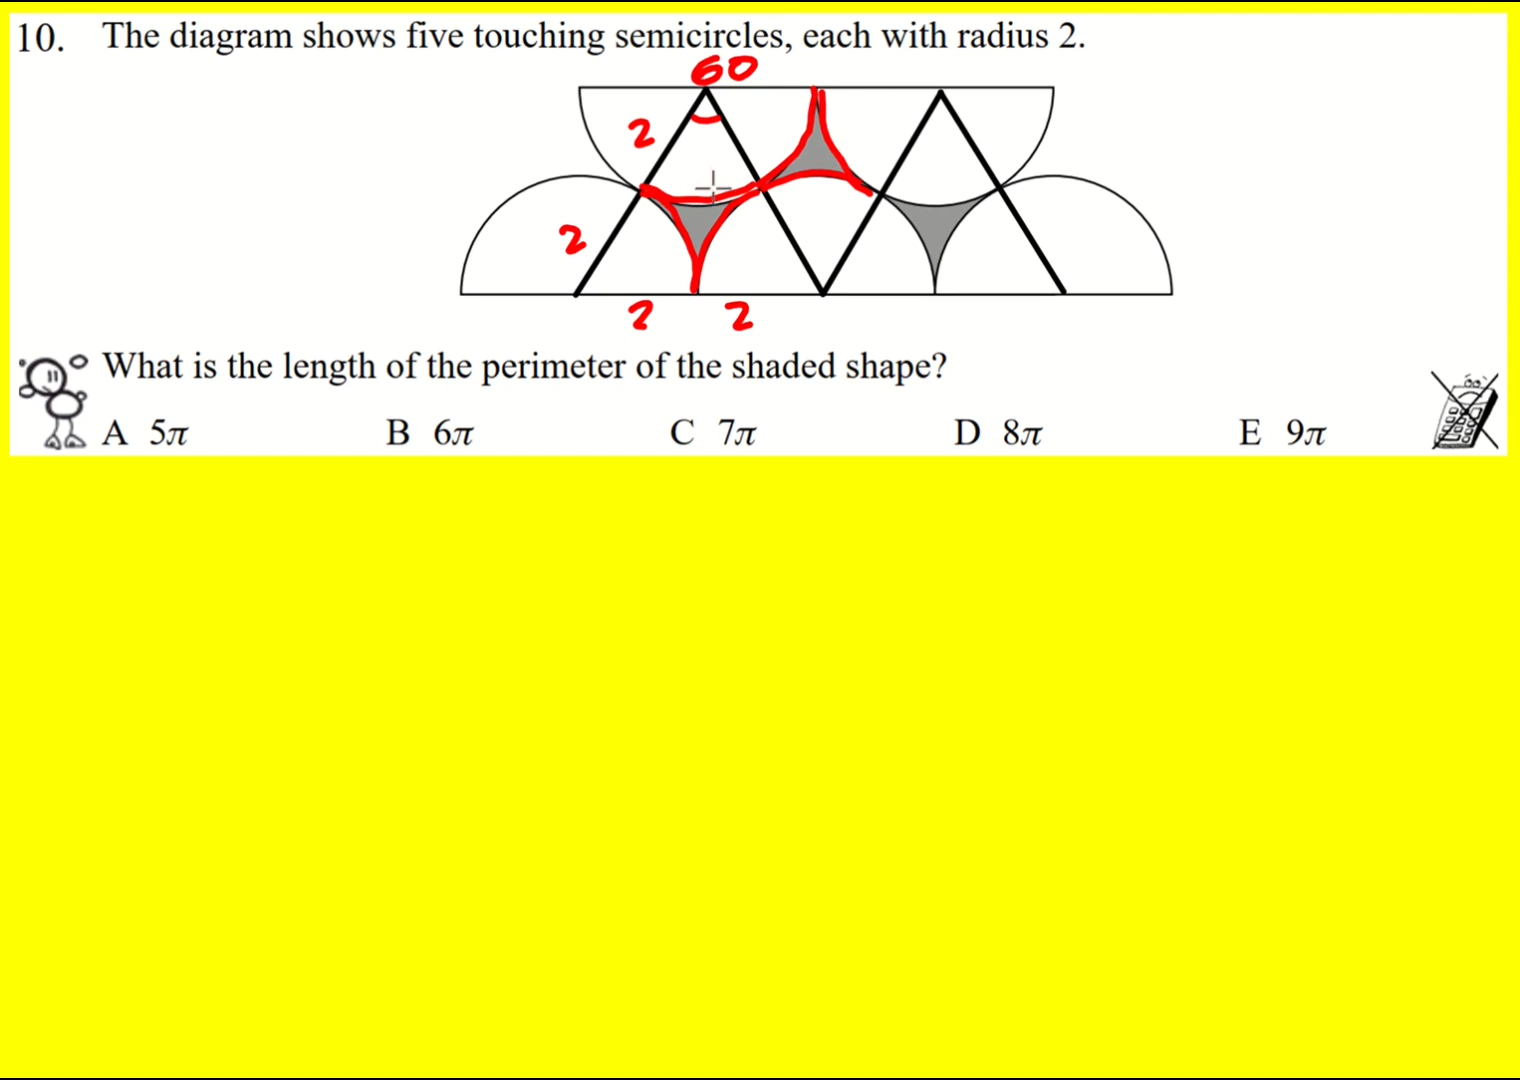 10. The diagram shows five touching semicircles, each with radius 2.
60
2
2
2 2
What is the length of the perimeter of the shaded shape?
A 5π B 6π C 7π D 8π E 9π